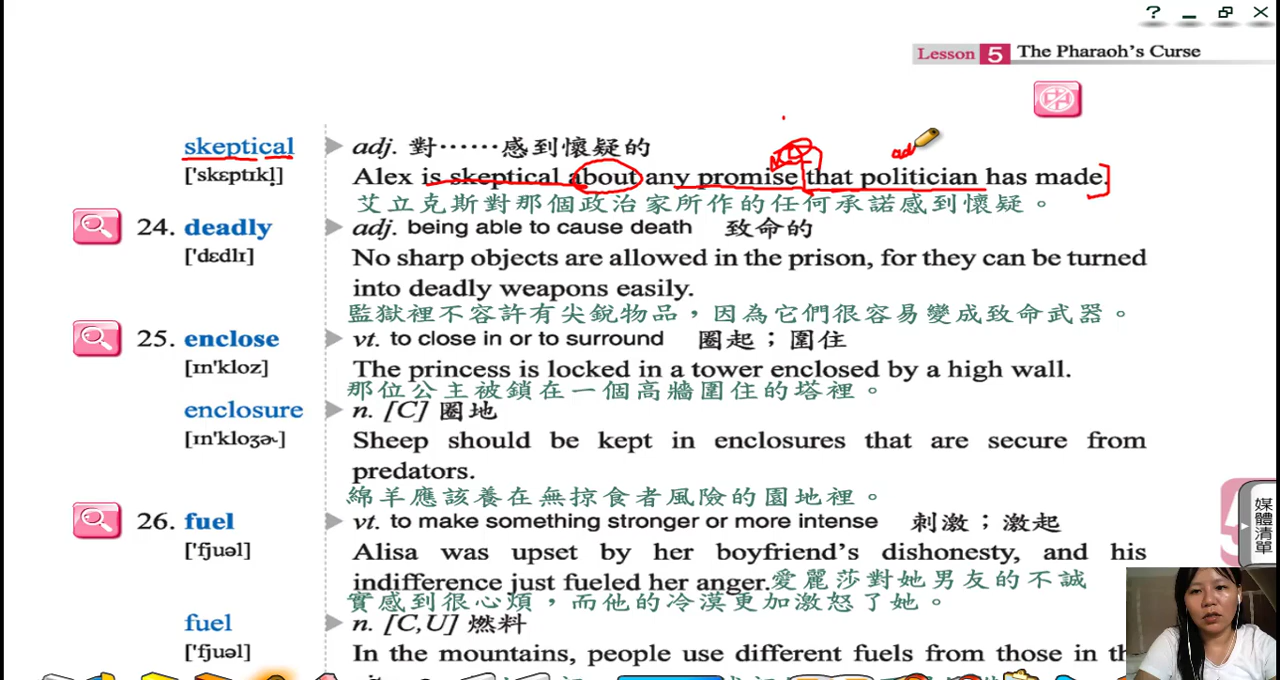 Lesson 5 The Pharaoh's Curse
skeptical adj. 對……感到懷疑的
['skɛptɪkḷ] Alex is skeptical about any promise that politician has made.
艾立克斯對那個政治家所作的任何承諾感到懷疑。
24. deadly adj. being able to cause death 致命的
['dɛdlɪ] No sharp objects are allowed in the prison, for they can be turned
into deadly weapons easily.
監獄裡不容許有尖銳物品，因為它們很容易變成致命武器。
25. enclose vt. to close in or to surround 圈起；圍住
[ɪn'kloz] The princess is locked in a tower enclosed by a high wall.
那位公主被鎖在一個高牆圍住的塔裡。
enclosure n. [C] 圈地
[ɪn'kloʒɚ] Sheep should be kept in enclosures that are secure from
predators.
綿羊應該養在無掠食者風險的園地裡。
26. fuel vt. to make something stronger or more intense 刺激；激起
['fjuəl] Alisa was upset by her boyfriend's dishonesty, and his
indifference just fueled her anger. 愛麗莎對她男友的不誠
實感到很心煩，而他的冷漠更加激怒了她。
fuel n. [C,U] 燃料
['fjuəl] In the mountains, people use different fuels from those in
媒體清單